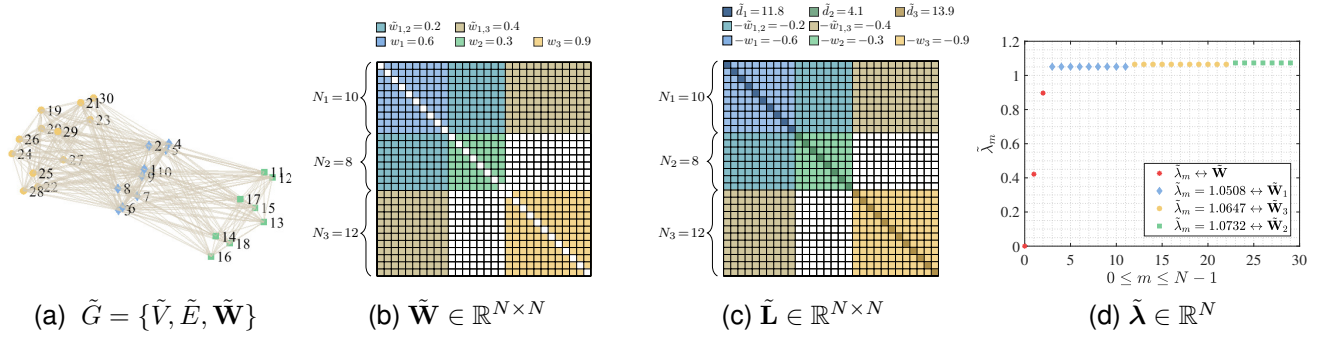 19
21
30
23
20
29
26
24
27
25
22
28
2
4
5
1
9
10
8
7
3
6
11
12
17
15
13
14
18
16
(a) G̃ = {Ṽ, Ẽ, W̃}
w̃₁,₂=0.2 w̃₁,₃=0.4
w₁=0.6 w₂=0.3 w₃=0.9
N₁=10
N₂=8
N₃=12
(b) W̃ ∈ ℝ^{N×N}
d̃₁=11.8 d̃₂=4.1 d̃₃=13.9
−w̃₁,₂=−0.2 −w̃₁,₃=−0.4
−w₁=−0.6 −w₂=−0.3 −w₃=−0.9
N₁=10
N₂=8
N₃=12
(c) L̃ ∈ ℝ^{N×N}
1.2
1
0.8
0.6
0.4
0.2
0
λ̃ₘ
λ̃ₘ ↔ W̃
λ̃ₘ = 1.0508 ↔ W̃₁
λ̃ₘ = 1.0647 ↔ W̃₃
λ̃ₘ = 1.0732 ↔ W̃₂
0 5 10 15 20 25 30
0 ≤ m ≤ N − 1
(d) λ̃ ∈ ℝ^N